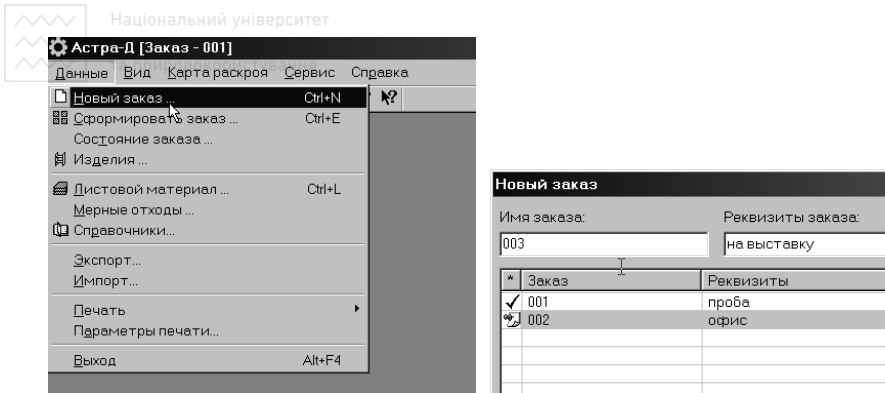 Національний університет
Астра-Д [Заказ - 001]
та природокористування
Данные Вид Карта раскроя Сервис Справка
Новый заказ ... Ctrl+N
Сформировать заказ ... Ctrl+E
Состояние заказа ...
Изделия ...
Листовой материал ... Ctrl+L
Мерные отходы ...
Справочники...
Экспорт...
Импорт...
Печать
Параметры печати...
Выход Alt+F4
Новый заказ
Имя заказа: Реквизиты заказа:
003 на выставку
* Заказ Реквизиты
001 проба
002 офис